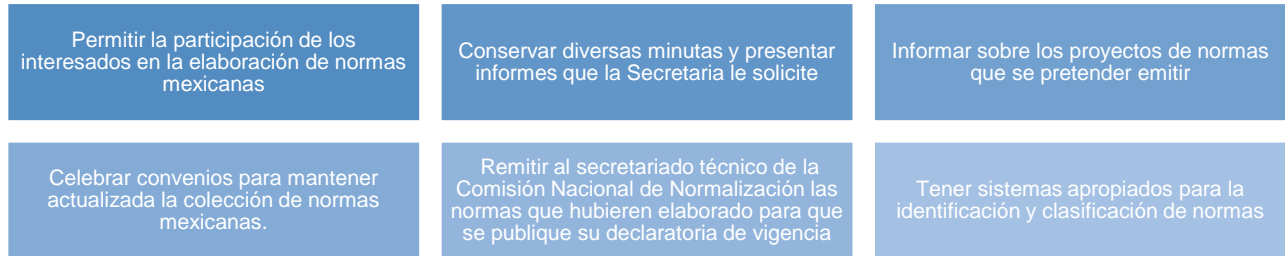 Permitir la participación de los
interesados en la elaboración de normas
mexicanas
Conservar diversas minutas y presentar
informes que la Secretaria le solicite
Informar sobre los proyectos de normas
que se pretender emitir
Celebrar convenios para mantener
actualizada la colección de normas
mexicanas.
Remitir al secretariado técnico de la
Comisión Nacional de Normalización las
normas que hubieren elaborado para que
se publique su declaratoria de vigencia
Tener sistemas apropiados para la
identificación y clasificación de normas